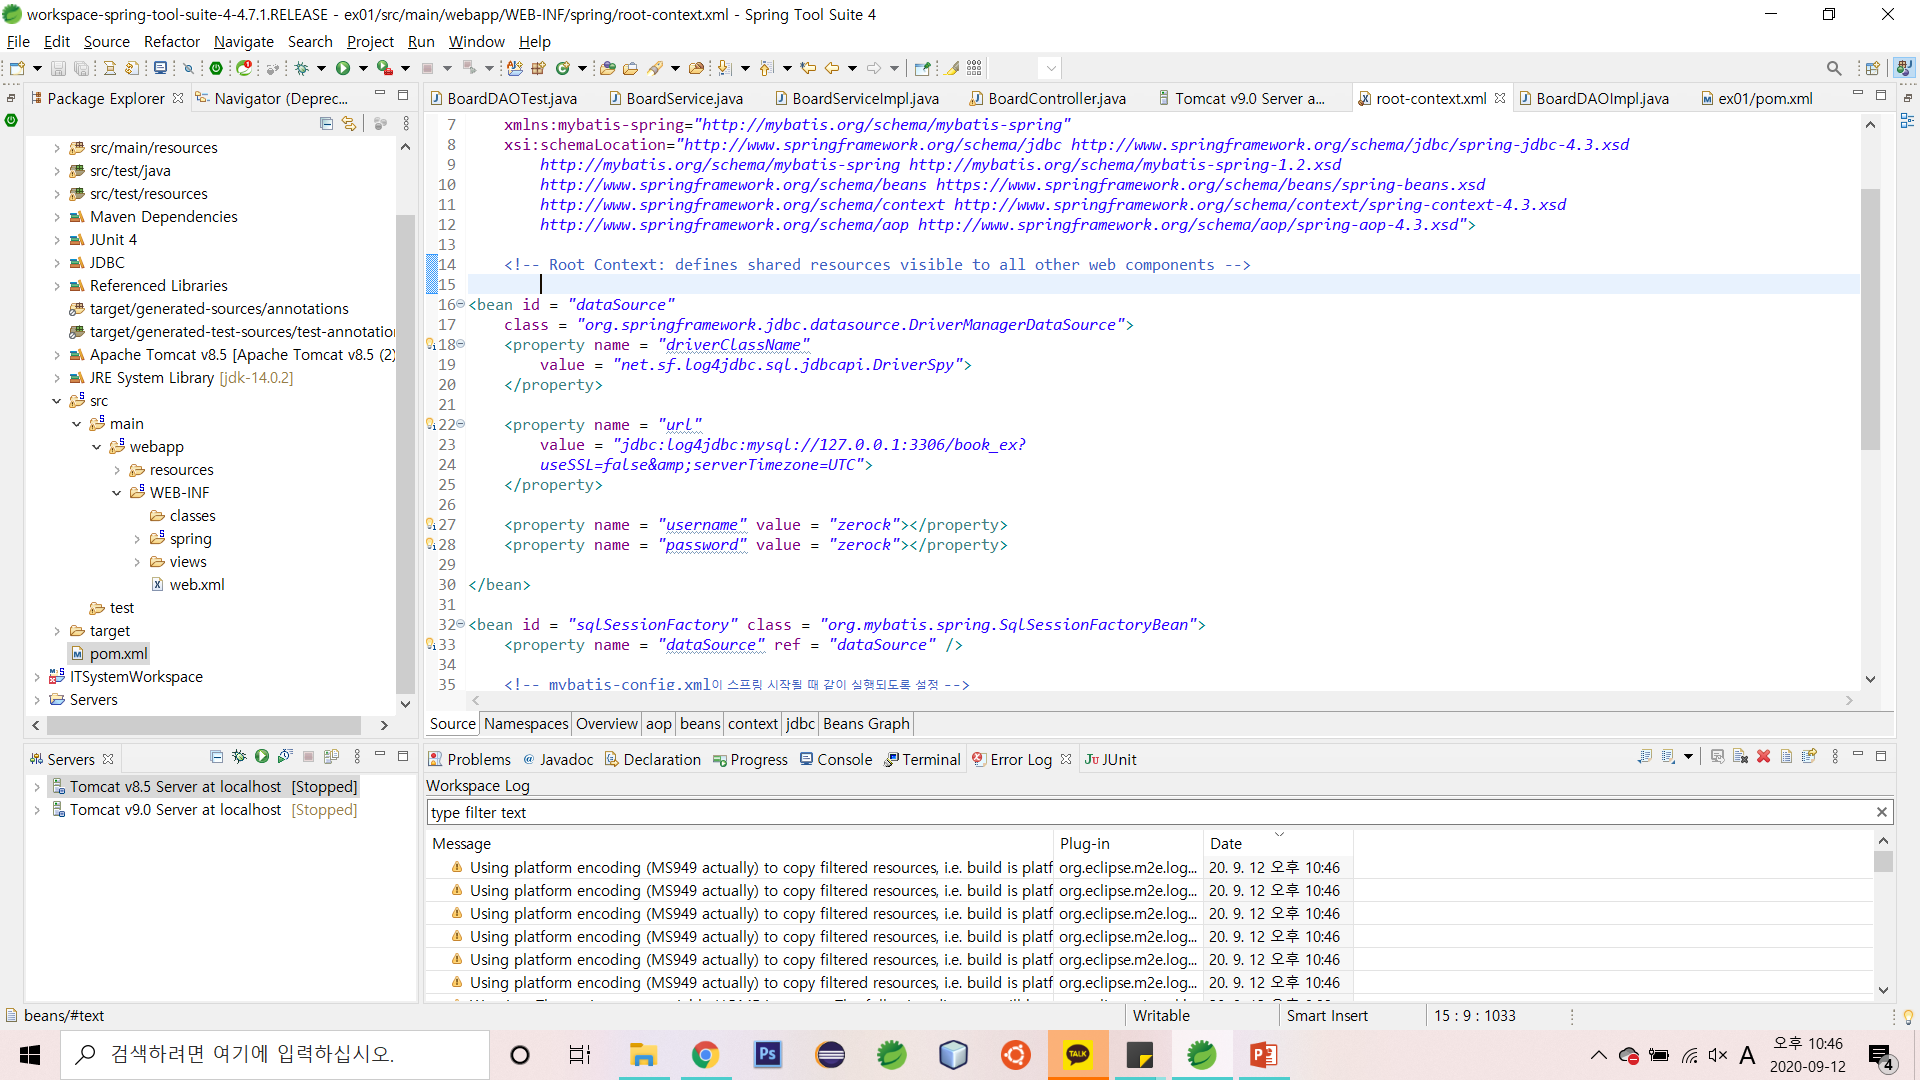 workspace-spring-tool-suite-4-4.7.1.RELEASE - ex01/src/main/webapp/WEB-INF/spring/root-context.xml - Spring Tool Suite 4
File Edit Source Refactor Navigate Search Project Run Window Help
Package Explorer Navigator (Deprec...
src/main/resources
src/test/java
src/test/resources
Maven Dependencies
JUnit 4
JDBC
Referenced Libraries
target/generated-sources/annotations
target/generated-test-sources/test-annotatio
Apache Tomcat v8.5 [Apache Tomcat v8.5 (2)
JRE System Library [jdk-14.0.2]
src
main
webapp
resources
WEB-INF
classes
spring
views
web.xml
test
target
pom.xml
ITSystemWorkspace
Servers
BoardDAOTest.java BoardService.java BoardServiceImpl.java BoardController.java Tomcat v9.0 Server a... root-context.xml BoardDAOImpl.java ex01/pom.xml
7 xmlns:mybatis-spring="http://mybatis.org/schema/mybatis-spring"
8 xsi:schemaLocation="http://www.springframework.org/schema/jdbc http://www.springframework.org/schema/jdbc/spring-jdbc-4.3.xsd
9 http://mybatis.org/schema/mybatis-spring http://mybatis.org/schema/mybatis-spring-1.2.xsd
10 http://www.springframework.org/schema/beans https://www.springframework.org/schema/beans/spring-beans.xsd
11 http://www.springframework.org/schema/context http://www.springframework.org/schema/context/spring-context-4.3.xsd
12 http://www.springframework.org/schema/aop http://www.springframework.org/schema/aop/spring-aop-4.3.xsd">
13
14 <!-- Root Context: defines shared resources visible to all other web components -->
15
16 <bean id = "dataSource"
17 class = "org.springframework.jdbc.datasource.DriverManagerDataSource">
18 <property name = "driverClassName"
19 value = "net.sf.log4jdbc.sql.jdbcapi.DriverSpy">
20 </property>
21
22 <property name = "url"
23 value = "jdbc:log4jdbc:mysql://127.0.0.1:3306/book_ex?
24 useSSL=false&amp;serverTimezone=UTC">
25 </property>
26
27 <property name = "username" value = "zerock"></property>
28 <property name = "password" value = "zerock"></property>
29
30 </bean>
31
32 <bean id = "sqlSessionFactory" class = "org.mybatis.spring.SqlSessionFactoryBean">
33 <property name = "dataSource" ref = "dataSource" />
34
35 <!-- mybatis-config.xml이 스프링 시작될 때 같이 실행되도록 설정 -->
Source Namespaces Overview aop beans context jdbc Beans Graph
Servers
Tomcat v8.5 Server at localhost [Stopped]
Tomcat v9.0 Server at localhost [Stopped]
Problems @ Javadoc Declaration Progress Console Terminal Error Log Ju JUnit
Workspace Log
type filter text
Message Plug-in Date
Using platform encoding (MS949 actually) to copy filtered resources, i.e. build is platf org.eclipse.m2e.log... 20. 9. 12 오후 10:46
Using platform encoding (MS949 actually) to copy filtered resources, i.e. build is platf org.eclipse.m2e.log... 20. 9. 12 오후 10:46
Using platform encoding (MS949 actually) to copy filtered resources, i.e. build is platf org.eclipse.m2e.log... 20. 9. 12 오후 10:46
Using platform encoding (MS949 actually) to copy filtered resources, i.e. build is platf org.eclipse.m2e.log... 20. 9. 12 오후 10:46
Using platform encoding (MS949 actually) to copy filtered resources, i.e. build is platf org.eclipse.m2e.log... 20. 9. 12 오후 10:46
Using platform encoding (MS949 actually) to copy filtered resources, i.e. build is platf org.eclipse.m2e.log... 20. 9. 12 오후 10:46
beans/#text Writable Smart Insert 15 : 9 : 1033
검색하려면 여기에 입력하십시오.
Ps
TALK
A
오후 10:46
2020-09-12
4